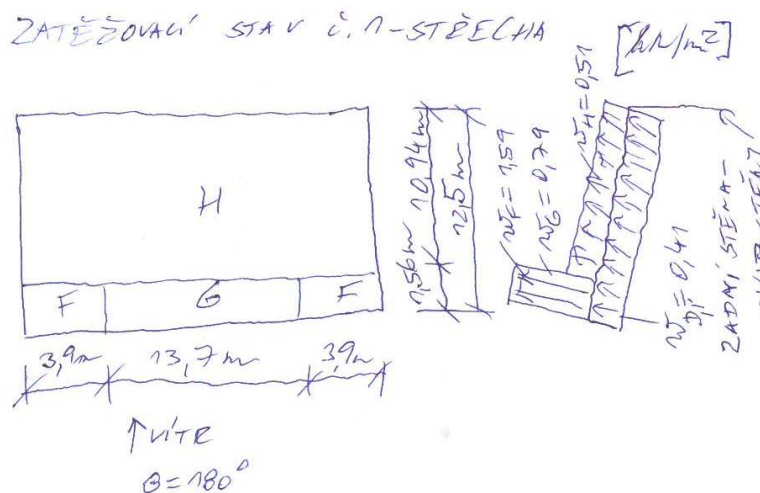 ZATĚŽOVACÍ STAV č.1-STŘECHA [kN/m²]
H
F G F
3,9m 13,7m 3,9m
↑VÍTR
Θ=180°
1,56m 10,94m
12,5m
wF=1,59
wG=0,79
wH=0,51
wD,I=0,41
ZADNÍ STĚNA-